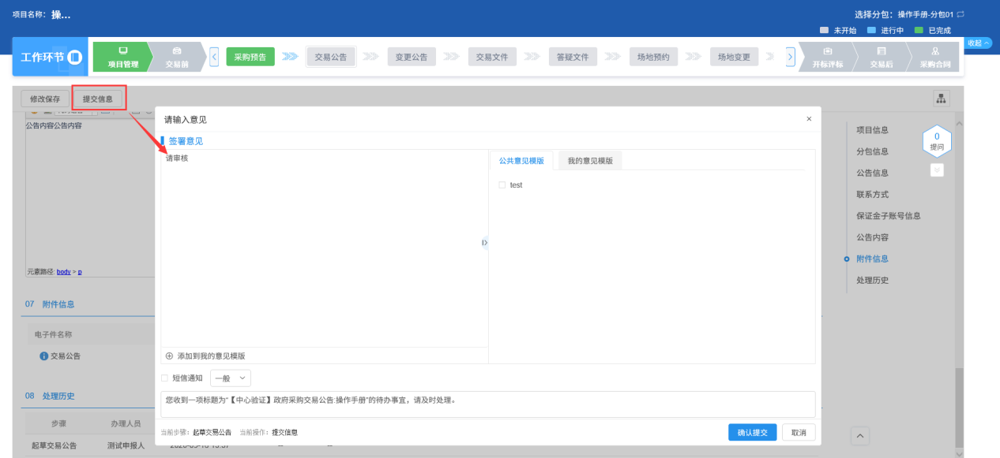 项目名称: 操...
选择分包: 操作手册-分包01
未开始 进行中 已完成
工作环节
项目管理
交易前
采购预告
交易公告
变更公告
交易文件
答疑文件
场地预约
场地变更
开标评标
交易后
采购合同
收起
修改保存
提交信息
公告内容公告内容
元素路径: body > p
07 附件信息
电子件名称
交易公告
08 处理历史
步骤 办理人员
起草交易公告 测试申报人
请输入意见 ×
签署意见
请审核
公共意见模版 我的意见模版
test
添加到我的意见模版
短信通知 一般
您收到一项标题为"【中心验证】政府采购交易公告:操作手册"的待办事宜，请及时处理。
当前步骤: 起草交易公告 当前操作: 提交信息
确认提交 取消
项目信息
分包信息
公告信息
联系方式
保证金子账号信息
公告内容
附件信息
处理历史
0
提问